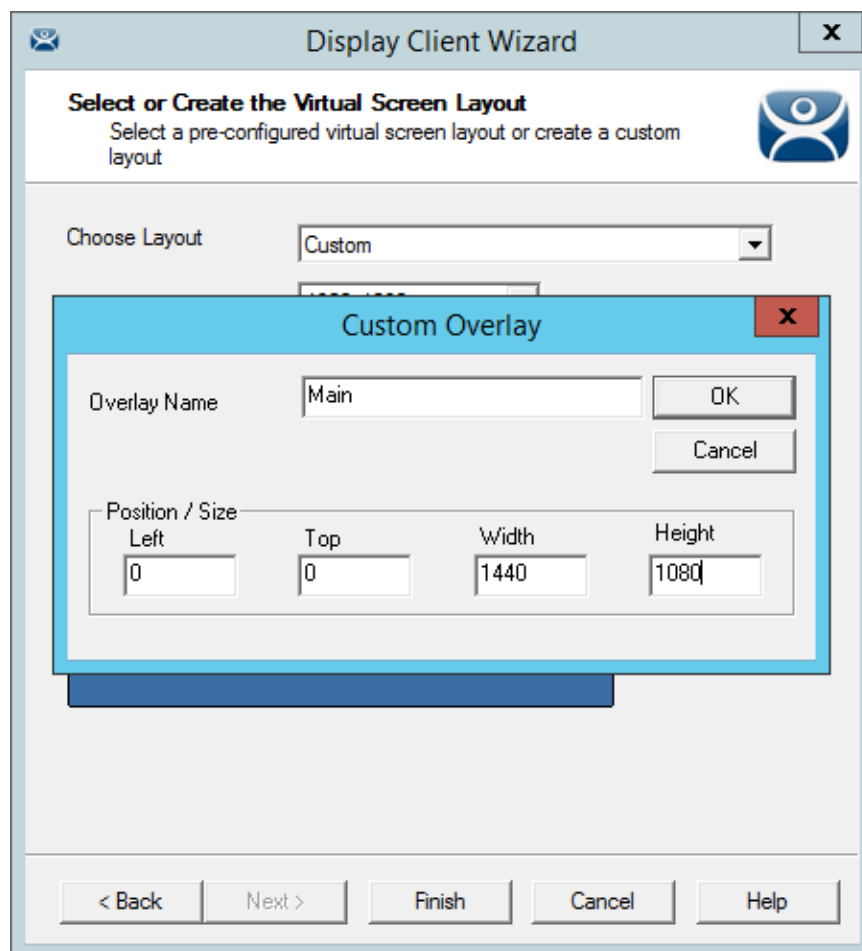 Display Client Wizard
X
Select or Create the Virtual Screen Layout
Select a pre-configured virtual screen layout or create a custom
layout
Choose Layout
Custom
Custom Overlay
X
Overlay Name
Main
OK
Cancel
Position / Size
Left
Top
Width
Height
0
0
1440
1080
< Back
Next >
Finish
Cancel
Help